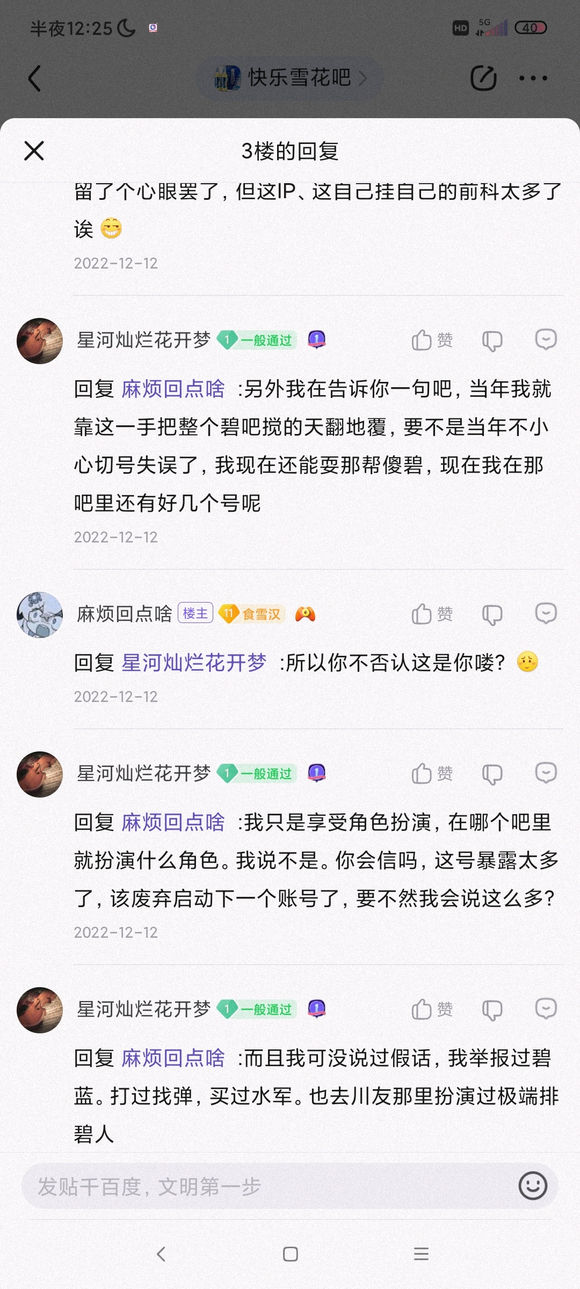 半夜12:25
HD 5G 40
快乐雪花吧
3楼的回复
留了个心眼罢了，但这IP、这自己挂自己的前科太多了
诶
2022-12-12
星河灿烂花开梦 1 一般通过 1 赞
回复 麻烦回点啥 :另外我在告诉你一句吧，当年我就
靠这一手把整个碧吧搅的天翻地覆，要不是当年不小
心切号失误了，我现在还能耍那帮傻碧，现在我在那
吧里还有好几个号呢
2022-12-12
麻烦回点啥 楼主 11 食雪汉 赞
回复 星河灿烂花开梦 :所以你不否认这是你喽？
2022-12-12
星河灿烂花开梦 1 一般通过 1 赞
回复 麻烦回点啥 :我只是享受角色扮演，在哪个吧里
就扮演什么角色。我说不是。你会信吗，这号暴露太多
了，该废弃启动下一个账号了，要不然我会说这么多？
2022-12-12
星河灿烂花开梦 1 一般通过 1 赞
回复 麻烦回点啥 :而且我可没说过假话，我举报过碧
蓝。打过找弹，买过水军。也去川友那里扮演过极端排
碧人
发贴千百度，文明第一步